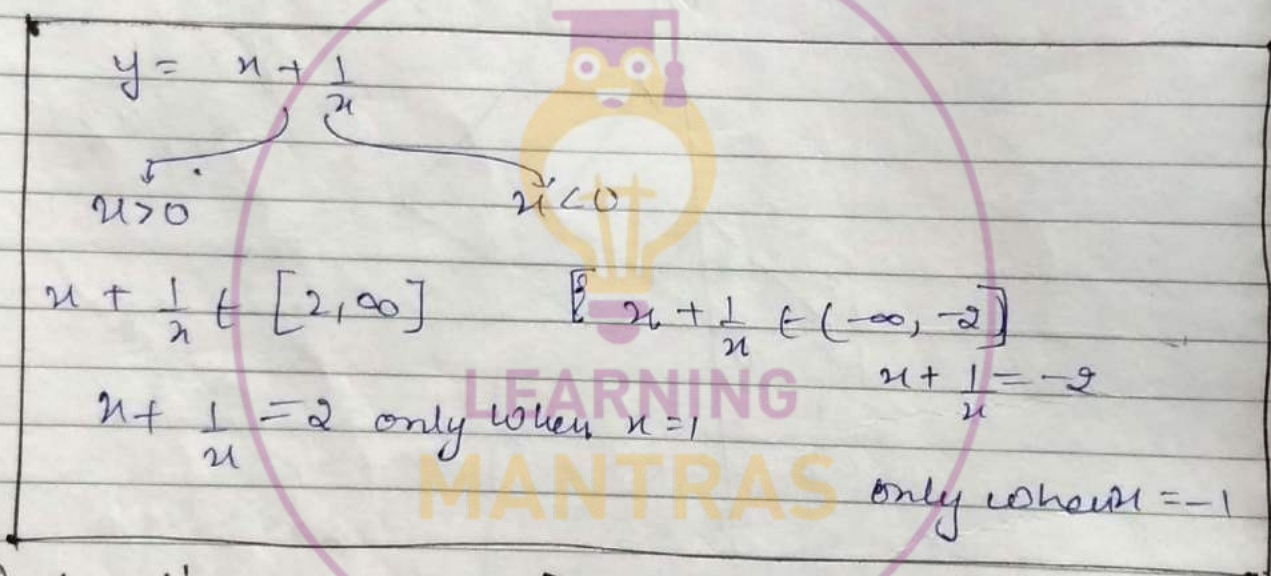 y = x + 1/x
x>0
x<0
x + 1/x ∈ [2, ∞]
x + 1/x ∈ (-∞, -2]
x + 1/x = 2 only when x=1
x + 1/x = -2
only when x = -1
LEARNING
MANTRAS